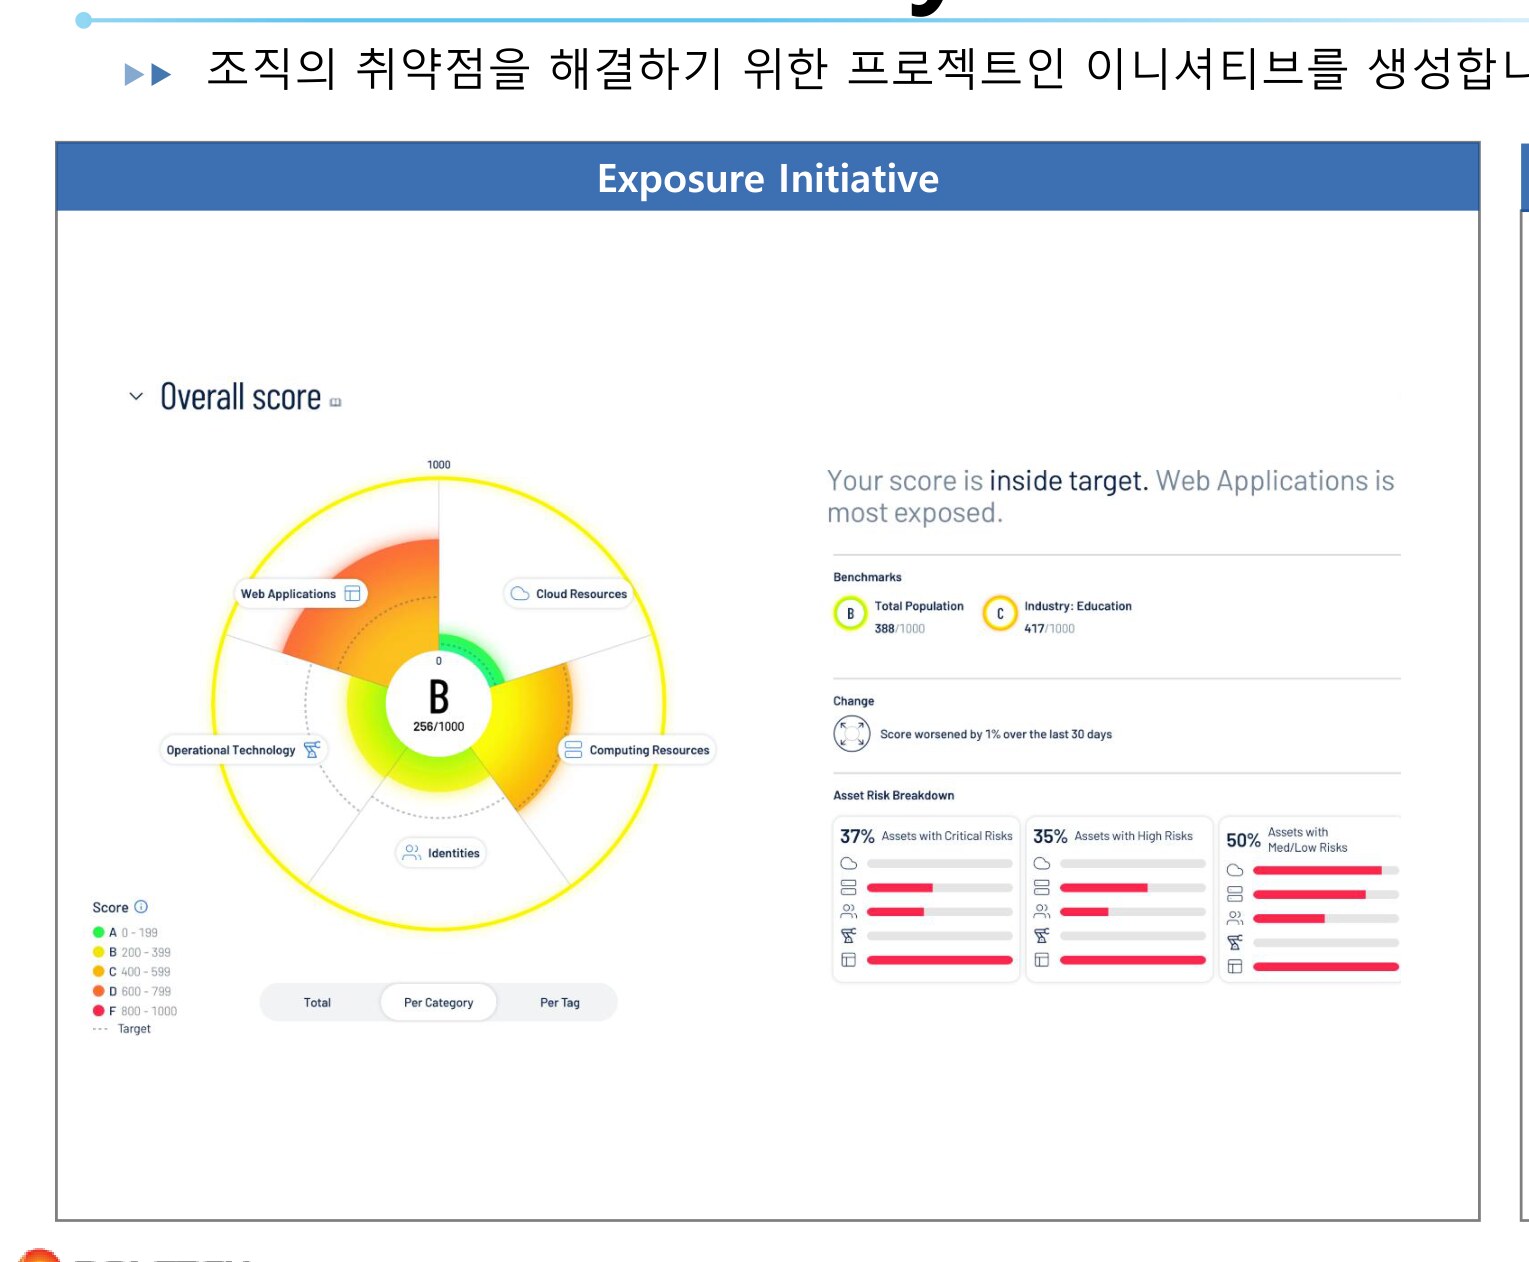 조직의 취약점을 해결하기 위한 프로젝트인 이니셔티브를 생성합니
Exposure Initiative
Overall score
1000
Web Applications
Cloud Resources
0
B
256/1000
Operational Technology
Computing Resources
Identities
Score
A 0 - 199
B 200 - 399
C 400 - 599
D 600 - 799
F 800 - 1000
Target
Total
Per Category
Per Tag
Your score is inside target. Web Applications is
most exposed.
Benchmarks
B
Total Population
388/1000
C
Industry: Education
417/1000
Change
Score worsened by 1% over the last 30 days
Asset Risk Breakdown
37% Assets with Critical Risks
35% Assets with High Risks
50% Assets with
Med/Low Risks